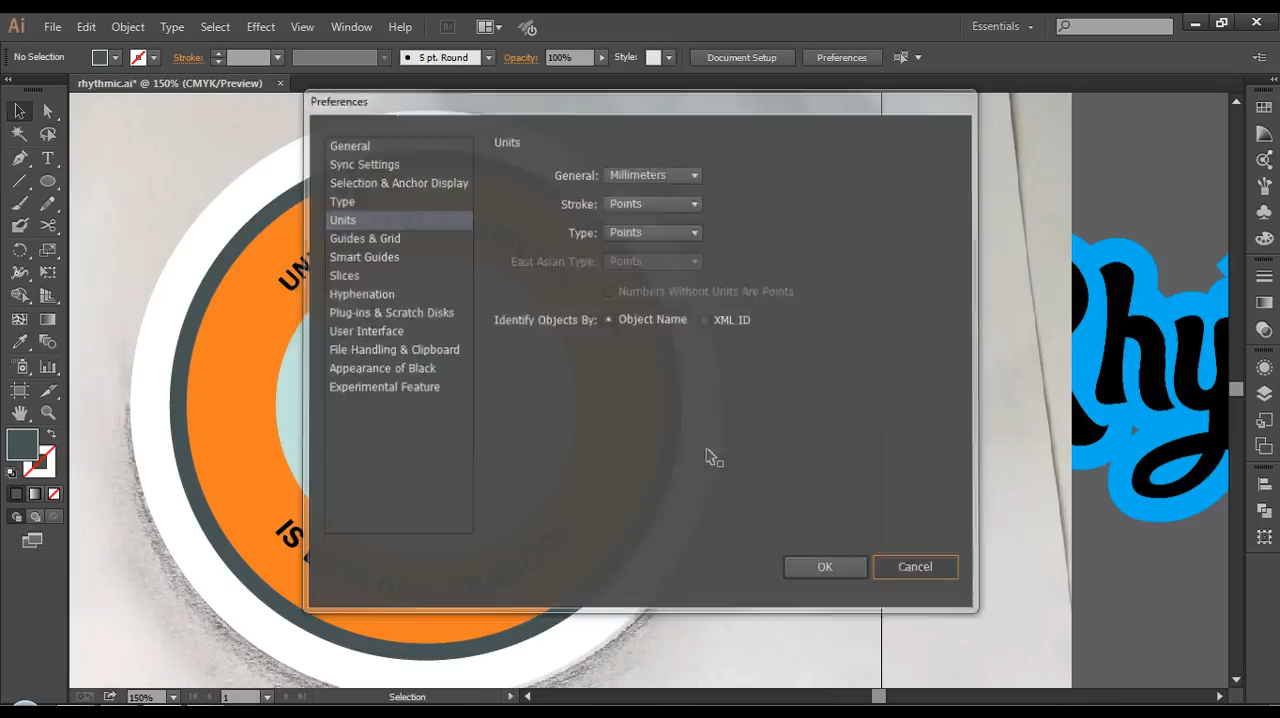 Ai File Edit Object Type Select Effect View Window Help Br Essentials
No Selection Stroke: 5 pt. Round Opacity: 100% Style: Document Setup Preferences
rhythmic.ai* @ 150% (CMYK/Preview)
Preferences
General
Sync Settings
Selection & Anchor Display
Type
Units
Guides & Grid
Smart Guides
Slices
Hyphenation
Plug-ins & Scratch Disks
User Interface
File Handling & Clipboard
Appearance of Black
Experimental Feature
Units
General: Millimeters
Stroke: Points
Type: Points
East Asian Type: Points
Numbers Without Units Are Points
Identify Objects By: Object Name XML ID
OK Cancel
IS
Rhy
150% 1 Selection